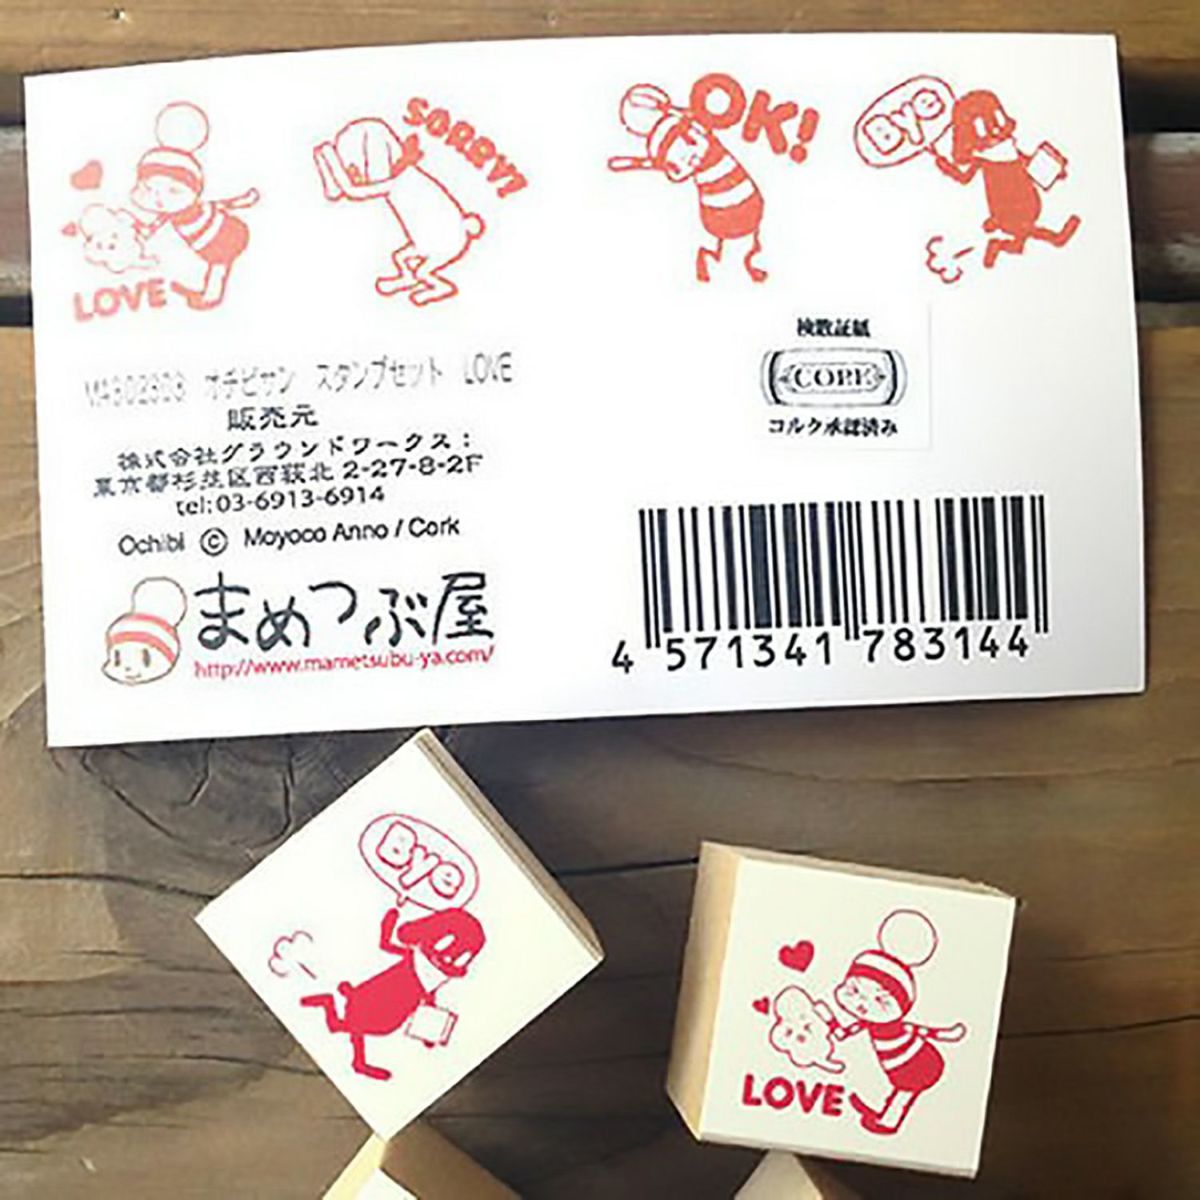 LOVE
SORRY!
OK!
Bye
検数証紙
CORK
コルク承認済み
オチビサン スタンプセット LOVE
販売元
株式会社グラウンドワークス：
東京都杉並区西荻北 2-27-8-2F
tel:03-6913-6914
Ochibi © Moyoco Anno / Cork
まめつぶ屋
http://www.mametsubu-ya.com/
4 571341 783144
Bye
LOVE